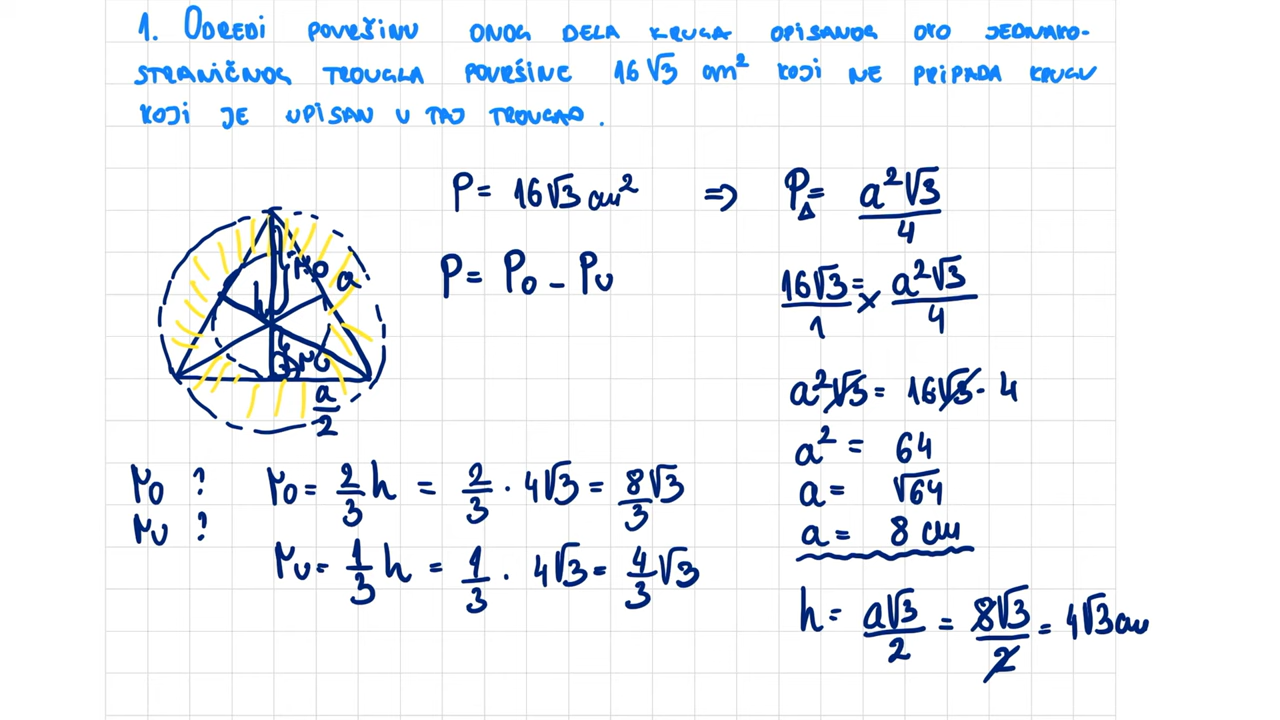 1. ODREDI POVRŠINU ONOG DELA KRUGA OPISANOG OKO JEDNAKO-
STRANIČNOG TROUGLA POVRŠINE 16√3 cm² KOJI NE PRIPADA KRUGU
KOJI JE UPISAN U TAJ TROUGAO.
P = 16√3 cm² ⇒ P△ = a²√3/4
P = Po - Pu
16√3/1 = a²√3/4
a²√3 = 16√3 · 4
a² = 64
a = √64
a = 8 cm
h = a√3/2 = 8√3/2 = 4√3 cm
ro
a
h
ru
a/2
ro ? ro = 2/3 h = 2/3 · 4√3 = 8/3 √3
ru ? ru = 1/3 h = 1/3 · 4√3 = 4/3 √3